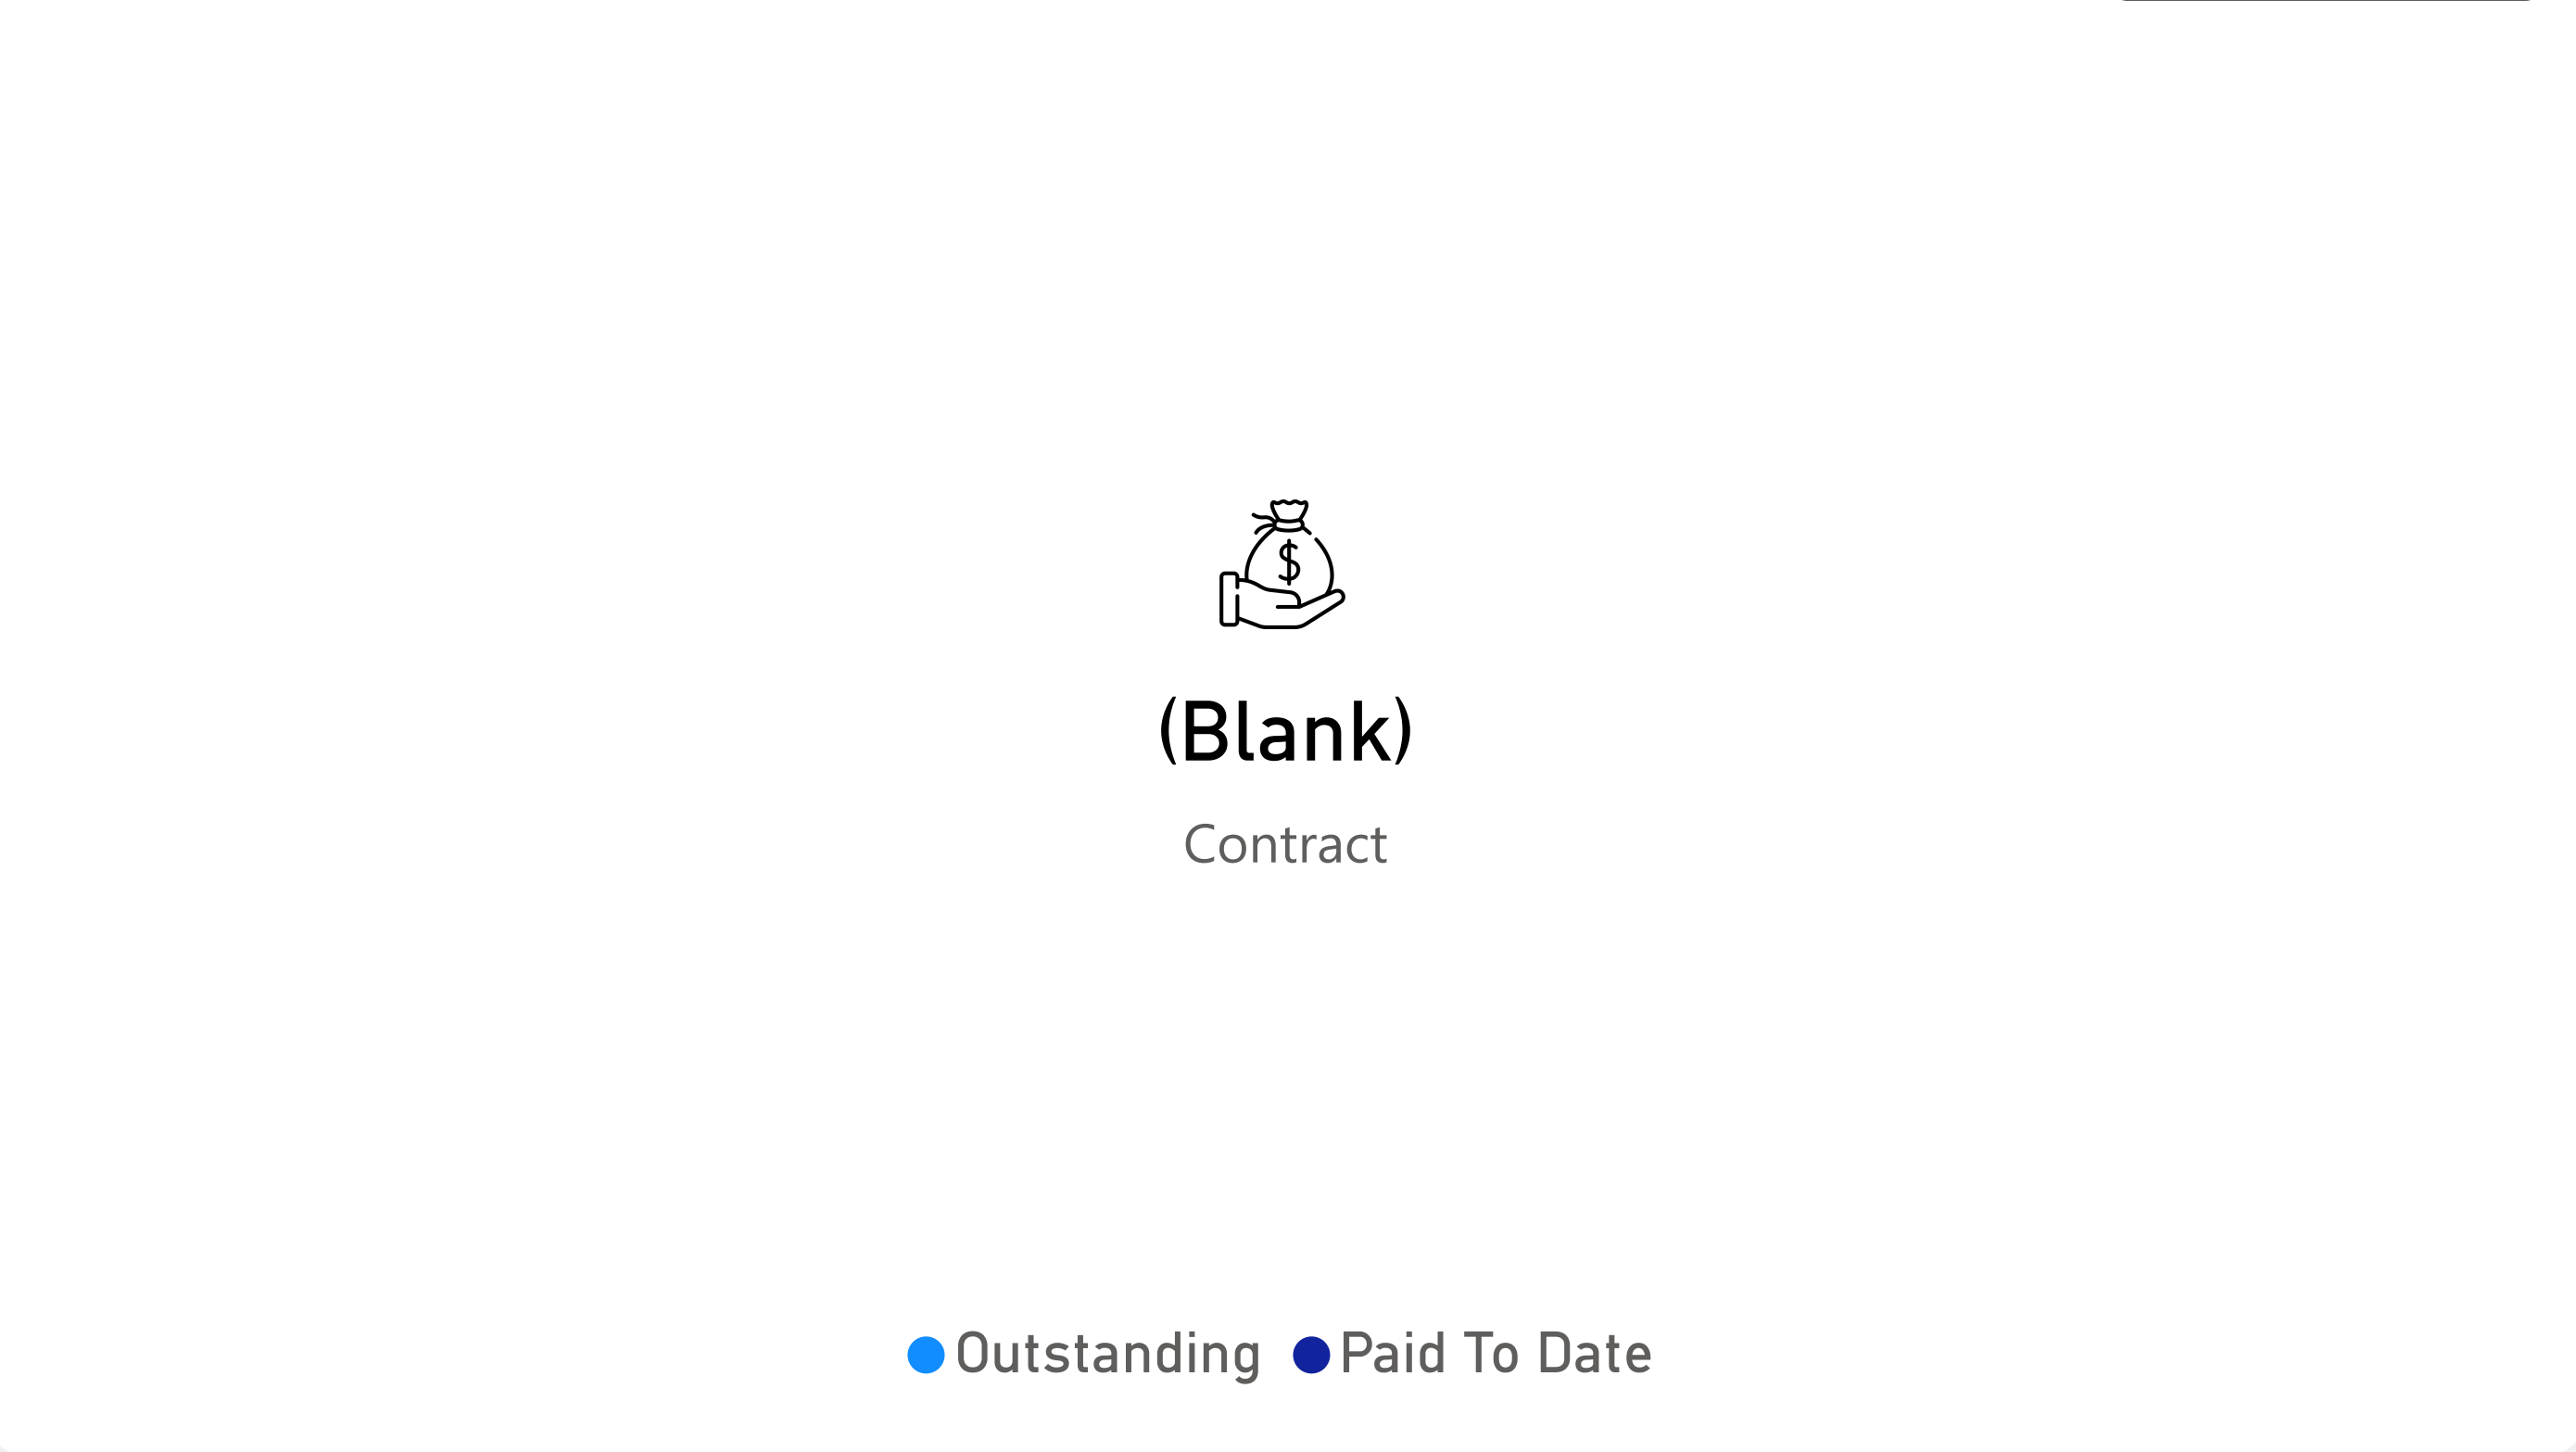 $
(Blank)
Contract
Outstanding Paid To Date